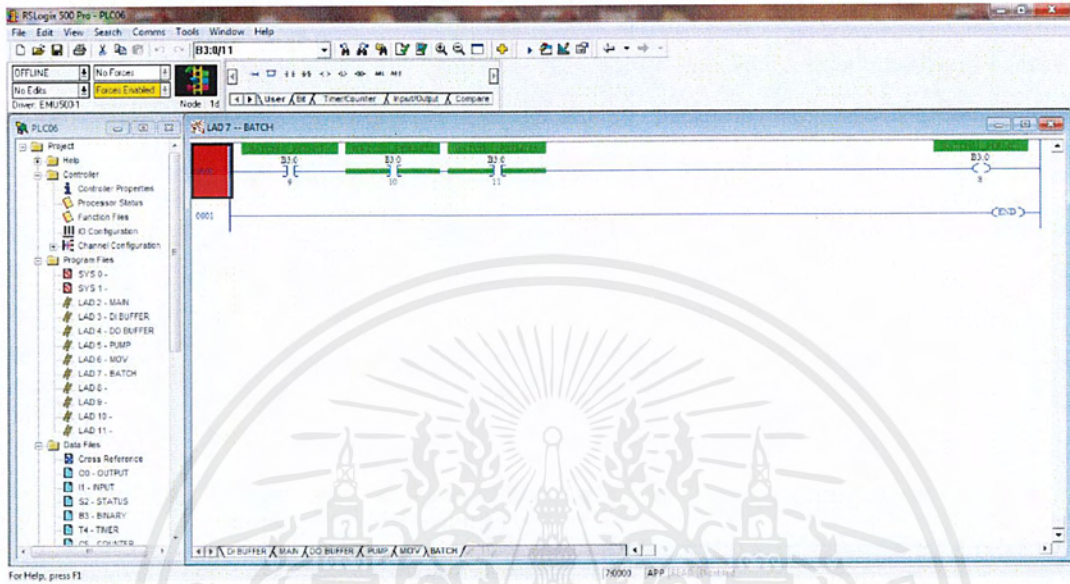 RSLogix 500 Pro - PLC06
File Edit View Search Comms Tools Window Help
B3:0/11
OFFLINE No Forces
No Edits Forces Enabled
Driver: EMU500-1 Node: 1d
User Bit Timer/Counter Input/Output Compare
PLC06
Project
Help
Controller
Controller Properties
Processor Status
Function Files
IO Configuration
Channel Configuration
Program Files
SYS 0 -
SYS 1 -
LAD 2 - MAIN
LAD 3 - DI BUFFER
LAD 4 - DO BUFFER
LAD 5 - PUMP
LAD 6 - MOV
LAD 7 - BATCH
LAD 8 -
LAD 9 -
LAD 10 -
LAD 11 -
Data Files
Cross Reference
O0 - OUTPUT
I1 - INPUT
S2 - STATUS
B3 - BINARY
T4 - TIMER
C5 - COUNTER
LAD 7 -- BATCH
B3:0 B3:0 B3:0 B3:0
9 10 11 8
0001 END
DI BUFFER MAIN DO BUFFER PUMP MOV BATCH
For Help, press F1
7:0000 APP READ